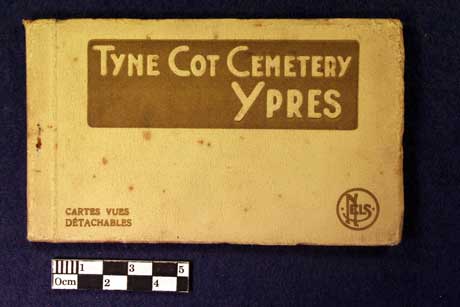 TYNE COT CEMETERY
YPRES
CARTES VUES
DÉTACHABLES
NELS
1 3 5
0cm 2 4